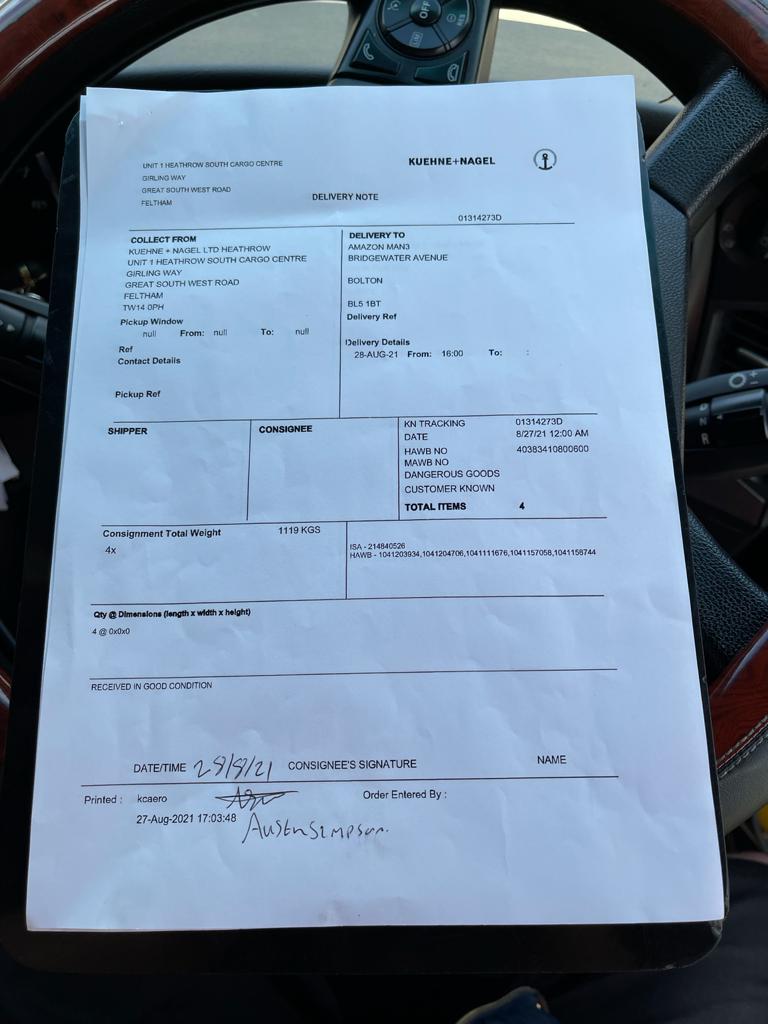 OFF
RES
LIM
KUEHNE+NAGEL
UNIT 1 HEATHROW SOUTH CARGO CENTRE
GIRLING WAY
GREAT SOUTH WEST ROAD
FELTHAM
DELIVERY NOTE
01314273D
COLLECT FROM
KUEHNE + NAGEL LTD HEATHROW
UNIT 1 HEATHROW SOUTH CARGO CENTRE
GIRLING WAY
GREAT SOUTH WEST ROAD
FELTHAM
TW14 0PH
Pickup Window
null From: null To: null
Ref
Contact Details
Pickup Ref
DELIVERY TO
AMAZON MAN3
BRIDGEWATER AVENUE
BOLTON
BL5 1BT
Delivery Ref
Delivery Details
28-AUG-21 From: 16:00 To: :
SHIPPER
CONSIGNEE
KN TRACKING 01314273D
DATE 8/27/21 12:00 AM
HAWB NO 40383410800600
MAWB NO
DANGEROUS GOODS
CUSTOMER KNOWN
TOTAL ITEMS 4
Consignment Total Weight 1119 KGS
4x
ISA - 214840526
HAWB - 1041203934,1041204706,1041111676,1041157058,1041158744
Qty @ Dimensions (length x width x height)
4 @ 0x0x0
RECEIVED IN GOOD CONDITION
DATE/TIME 28/8/21 CONSIGNEE'S SIGNATURE NAME
Printed : kcaero Order Entered By :
27-Aug-2021 17:03:48
D
N
R